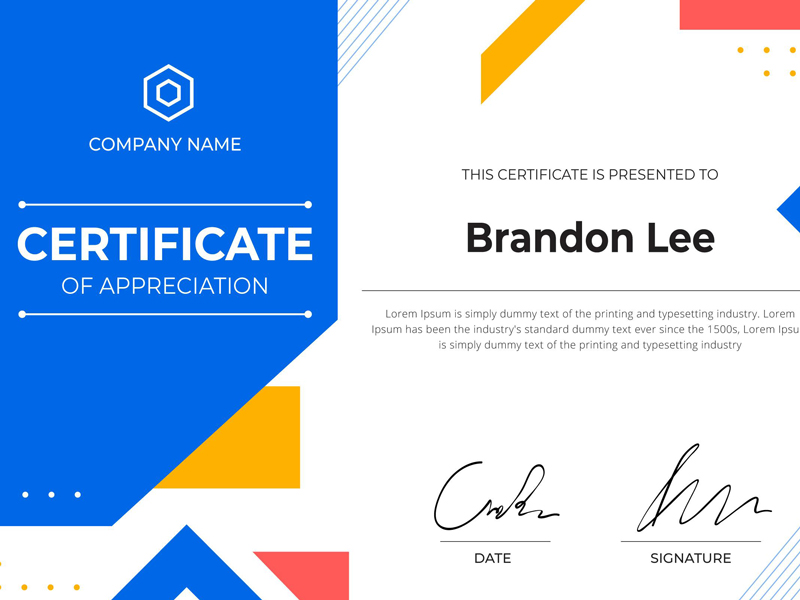 COMPANY NAME
CERTIFICATE
OF APPRECIATION
THIS CERTIFICATE IS PRESENTED TO
Brandon Lee
Lorem Ipsum is simply dummy text of the printing and typesetting industry. Lorem
Ipsum has been the industry's standard dummy text ever since the 1500s, Lorem Ipsu
is simply dummy text of the printing and typesetting industry
DATE
SIGNATURE